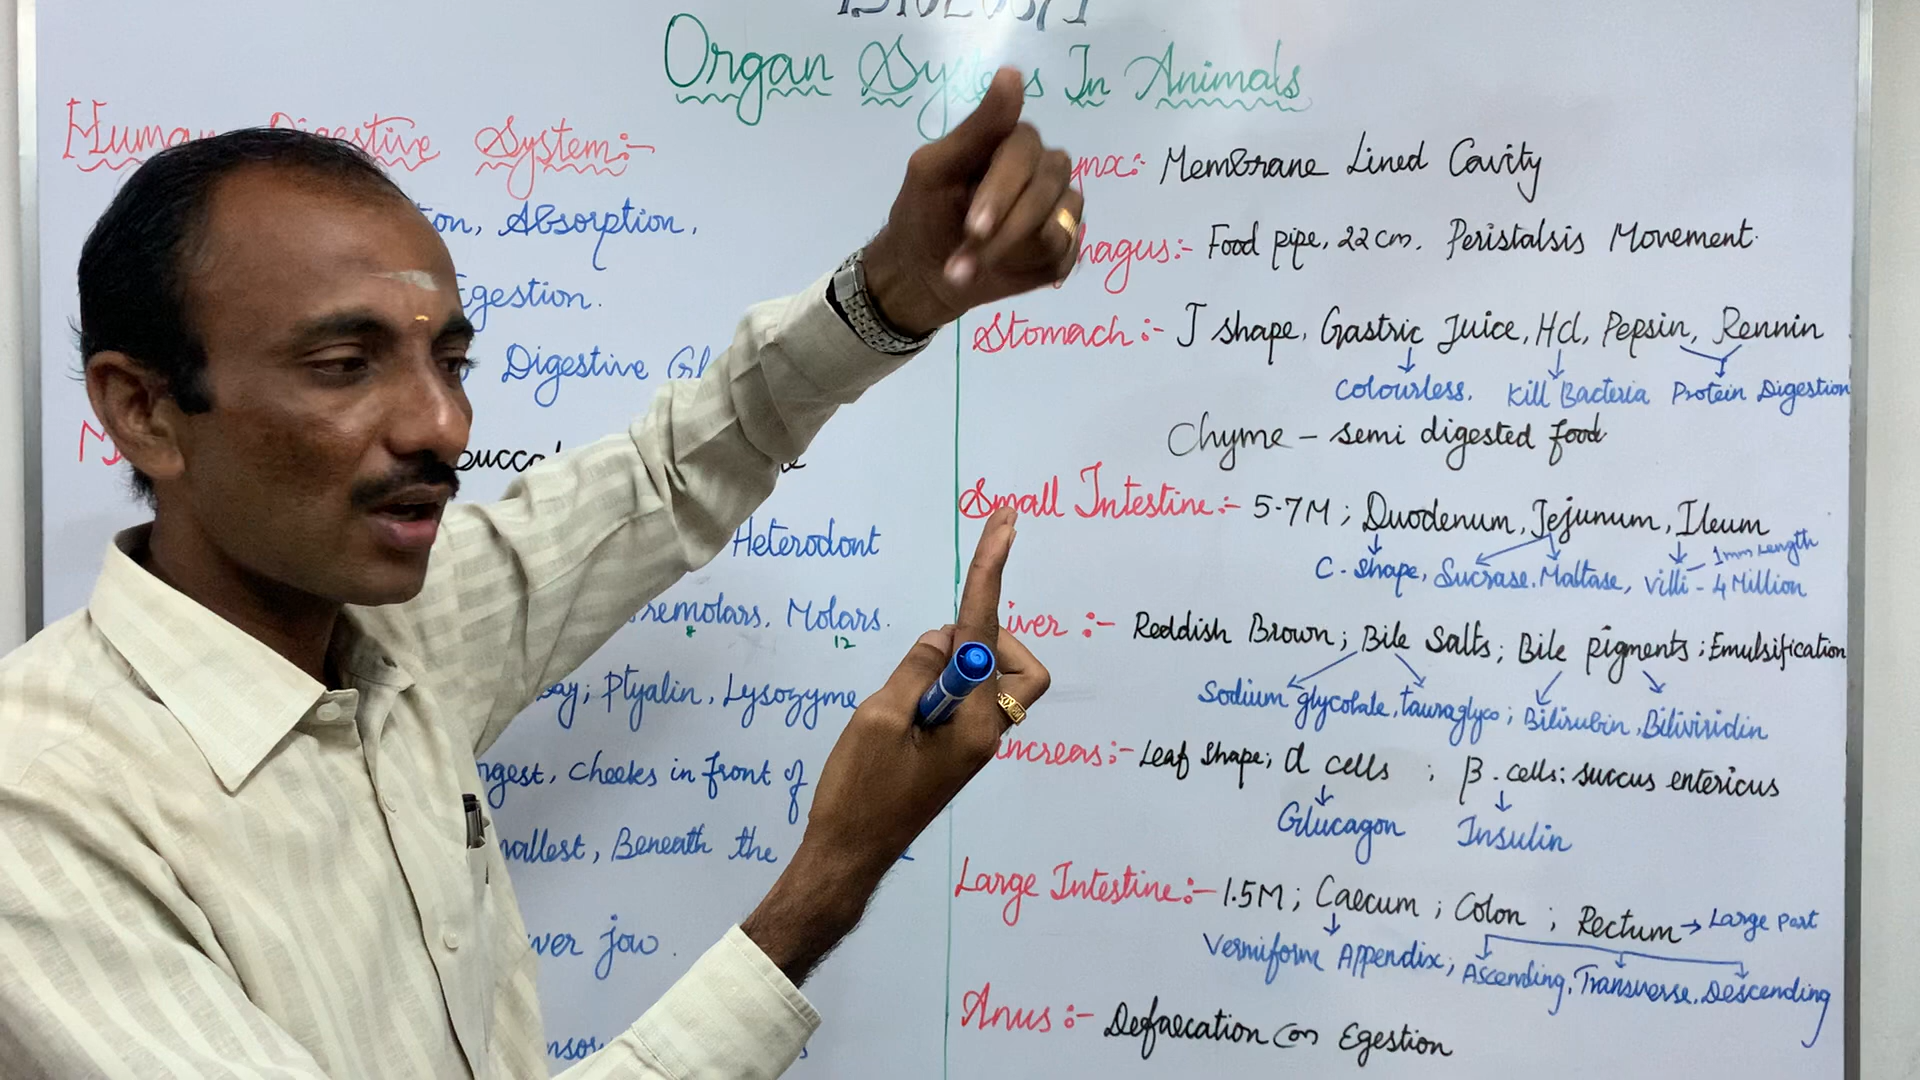 Organ Systems In Animals
Human Digestive System:-
Absorption,
Egestion.
Digestive
Heterodont
Molars.
8
12
Ptyalin, Lysozyme
Cheeks in front of
Beneath the
jow.
Membrane Lined Cavity
Food pipe, 22 cm. Peristalsis Movement.
Stomach:- J shape, Gastric Juice, Hcl, Pepsin, Rennin
Colourless. Kill Bacteria Protein Digestion
Chyme - semi digested food
Small Intestine:- 5-7M; Duodenum, Jejunum, Ileum
1mm Length
C-shape, Sucrase. Maltase, Villi - 4 Million
Reddish Brown; Bile Salts; Bile pigments; Emulsification
Sodium glycolate, tauraglyco; Bilirubin, Biliviridin
Leaf Shape; α cells ; β. cells: succus entericus
Glucagon Insulin
Large Intestine:- 1.5M; Caecum; Colon; Rectum → Large part
Vermiform Appendix; Ascending, Transverse, Descending
Anus:- Defaecation (or) Egestion